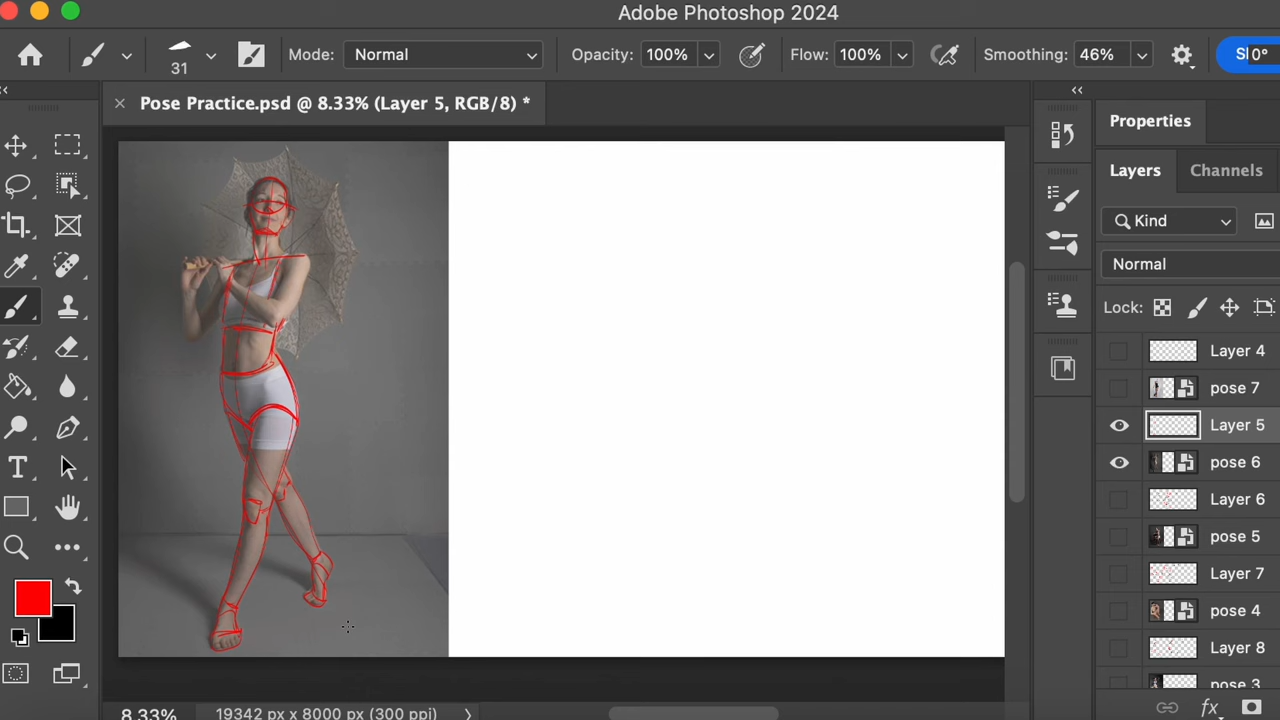 Adobe Photoshop 2024
31
Mode: Normal
Opacity: 100%
Flow: 100%
Smoothing: 46%
0°
Pose Practice.psd @ 8.33% (Layer 5, RGB/8) *
Properties
Layers
Channels
Kind
Normal
Lock:
Layer 4
pose 7
Layer 5
pose 6
Layer 6
pose 5
Layer 7
pose 4
Layer 8
pose 3
fx
8.33%
19342 px x 8000 px (300 ppi)